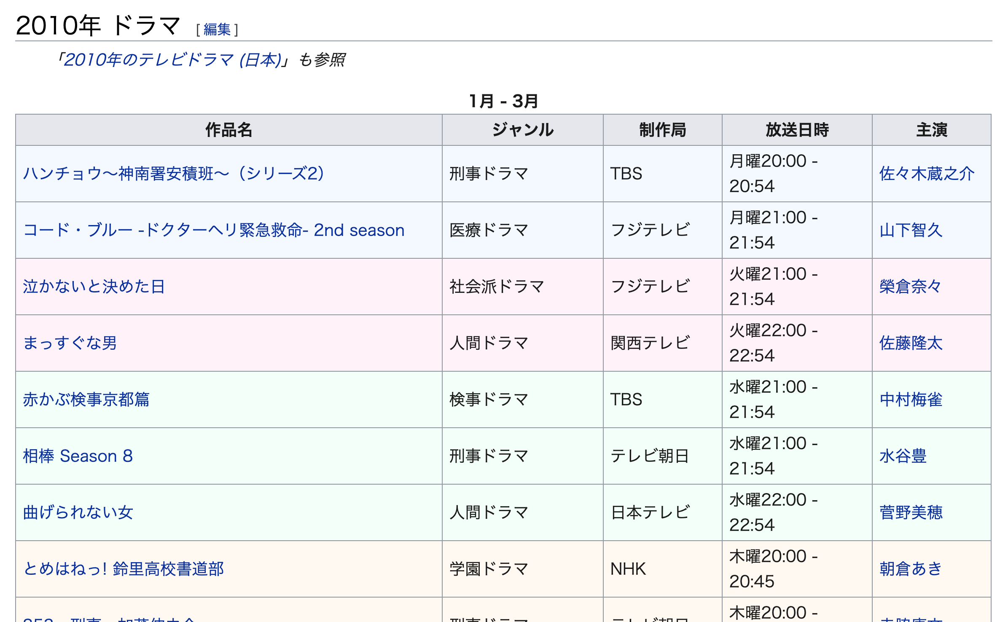 2010年 ドラマ [編集]
「2010年のテレビドラマ (日本)」も参照
1月 - 3月
作品名 ジャンル 制作局 放送日時 主演
ハンチョウ〜神南署安積班〜（シリーズ2） 刑事ドラマ TBS 月曜20:00 - 20:54 佐々木蔵之介
コード・ブルー -ドクターヘリ緊急救命- 2nd season 医療ドラマ フジテレビ 月曜21:00 - 21:54 山下智久
泣かないと決めた日 社会派ドラマ フジテレビ 火曜21:00 - 21:54 榮倉奈々
まっすぐな男 人間ドラマ 関西テレビ 火曜22:00 - 22:54 佐藤隆太
赤かぶ検事京都篇 検事ドラマ TBS 水曜21:00 - 21:54 中村梅雀
相棒 Season 8 刑事ドラマ テレビ朝日 水曜21:00 - 21:54 水谷豊
曲げられない女 人間ドラマ 日本テレビ 水曜22:00 - 22:54 菅野美穂
とめはねっ! 鈴里高校書道部 学園ドラマ NHK 木曜20:00 - 20:45 朝倉あき
刑事ドラマ テレビ朝日 木曜20:00 -